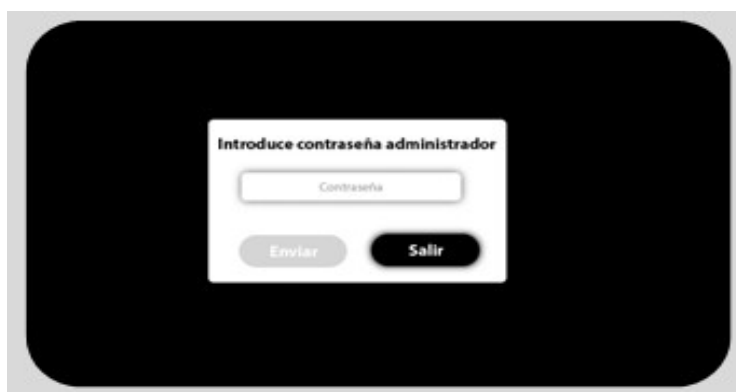 Introduce contraseña administrador
Contraseña
Enviar
Salir